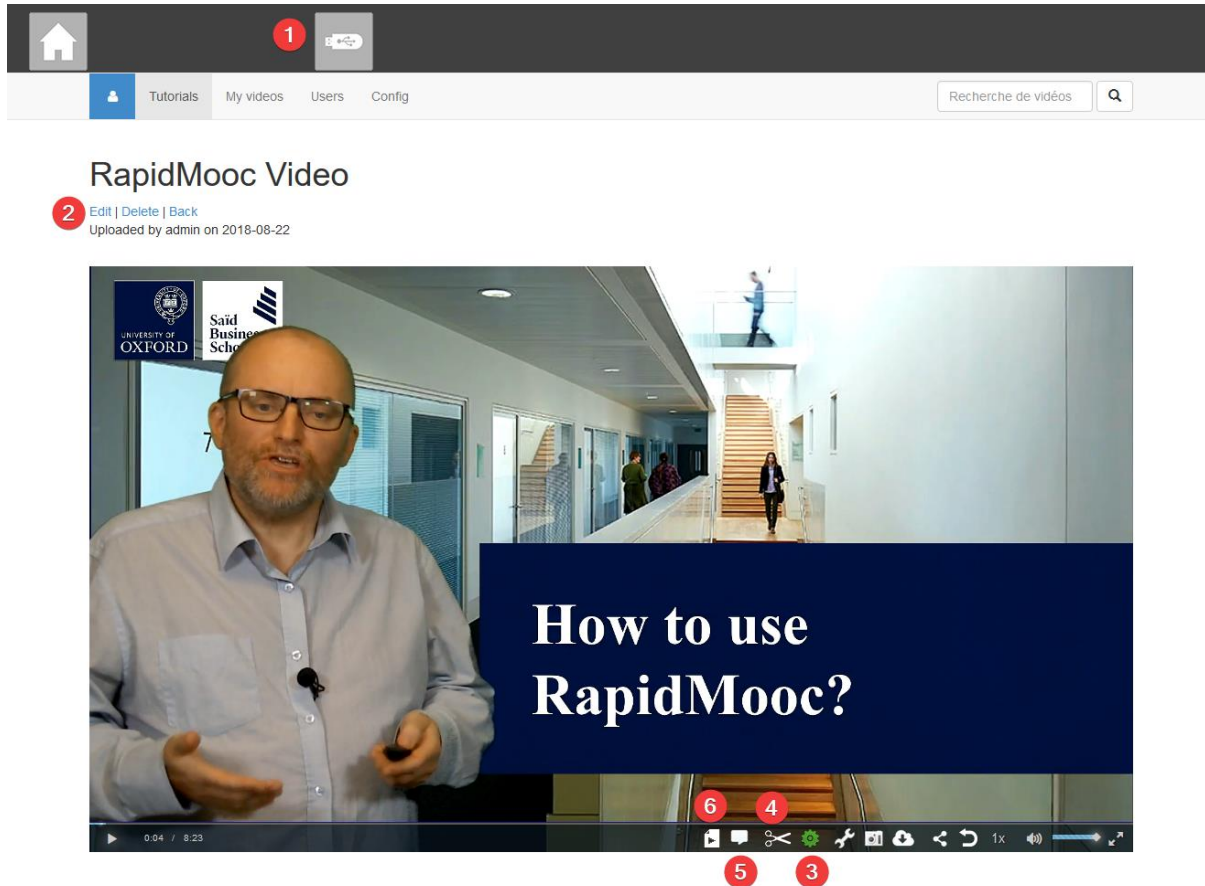 1
Tutorials My videos Users Config Recherche de vidéos
RapidMooc Video
2
Edit | Delete | Back
Uploaded by admin on 2018-08-22
UNIVERSITY OF
OXFORD
Saïd
How to use
RapidMooc?
6 4
0:04 / 8:23 1x
5 3